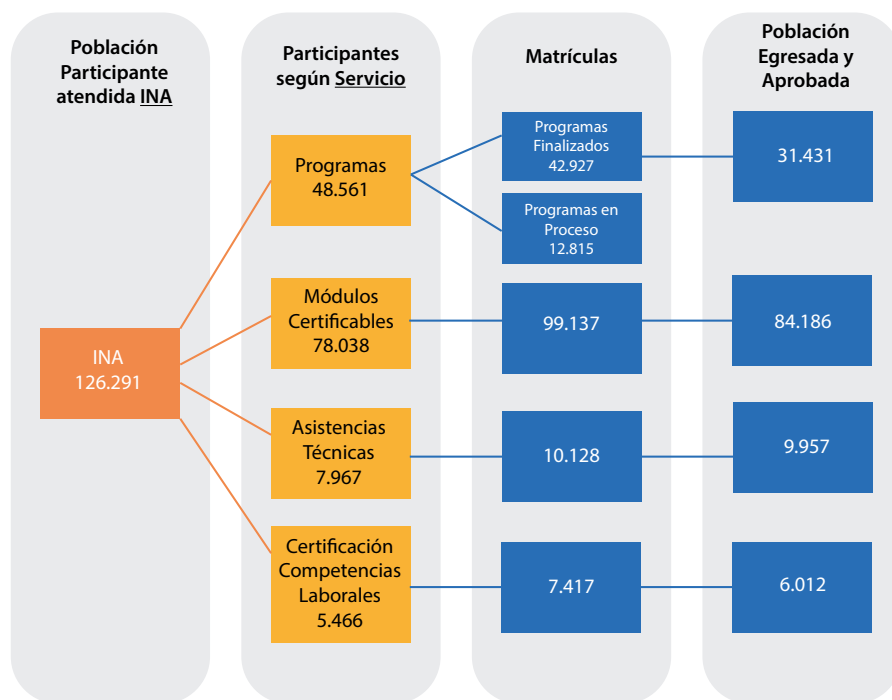 Población
Participante
atendida INA
Participantes
según Servicio
Matrículas
Población
Egresada y
Aprobada
INA
126.291
Programas
48.561
Programas
Finalizados
42.927
31.431
Programas en
Proceso
12.815
Módulos
Certificables
78.038
99.137
84.186
Asistencias
Técnicas
7.967
10.128
9.957
Certificación
Competencias
Laborales
5.466
7.417
6.012